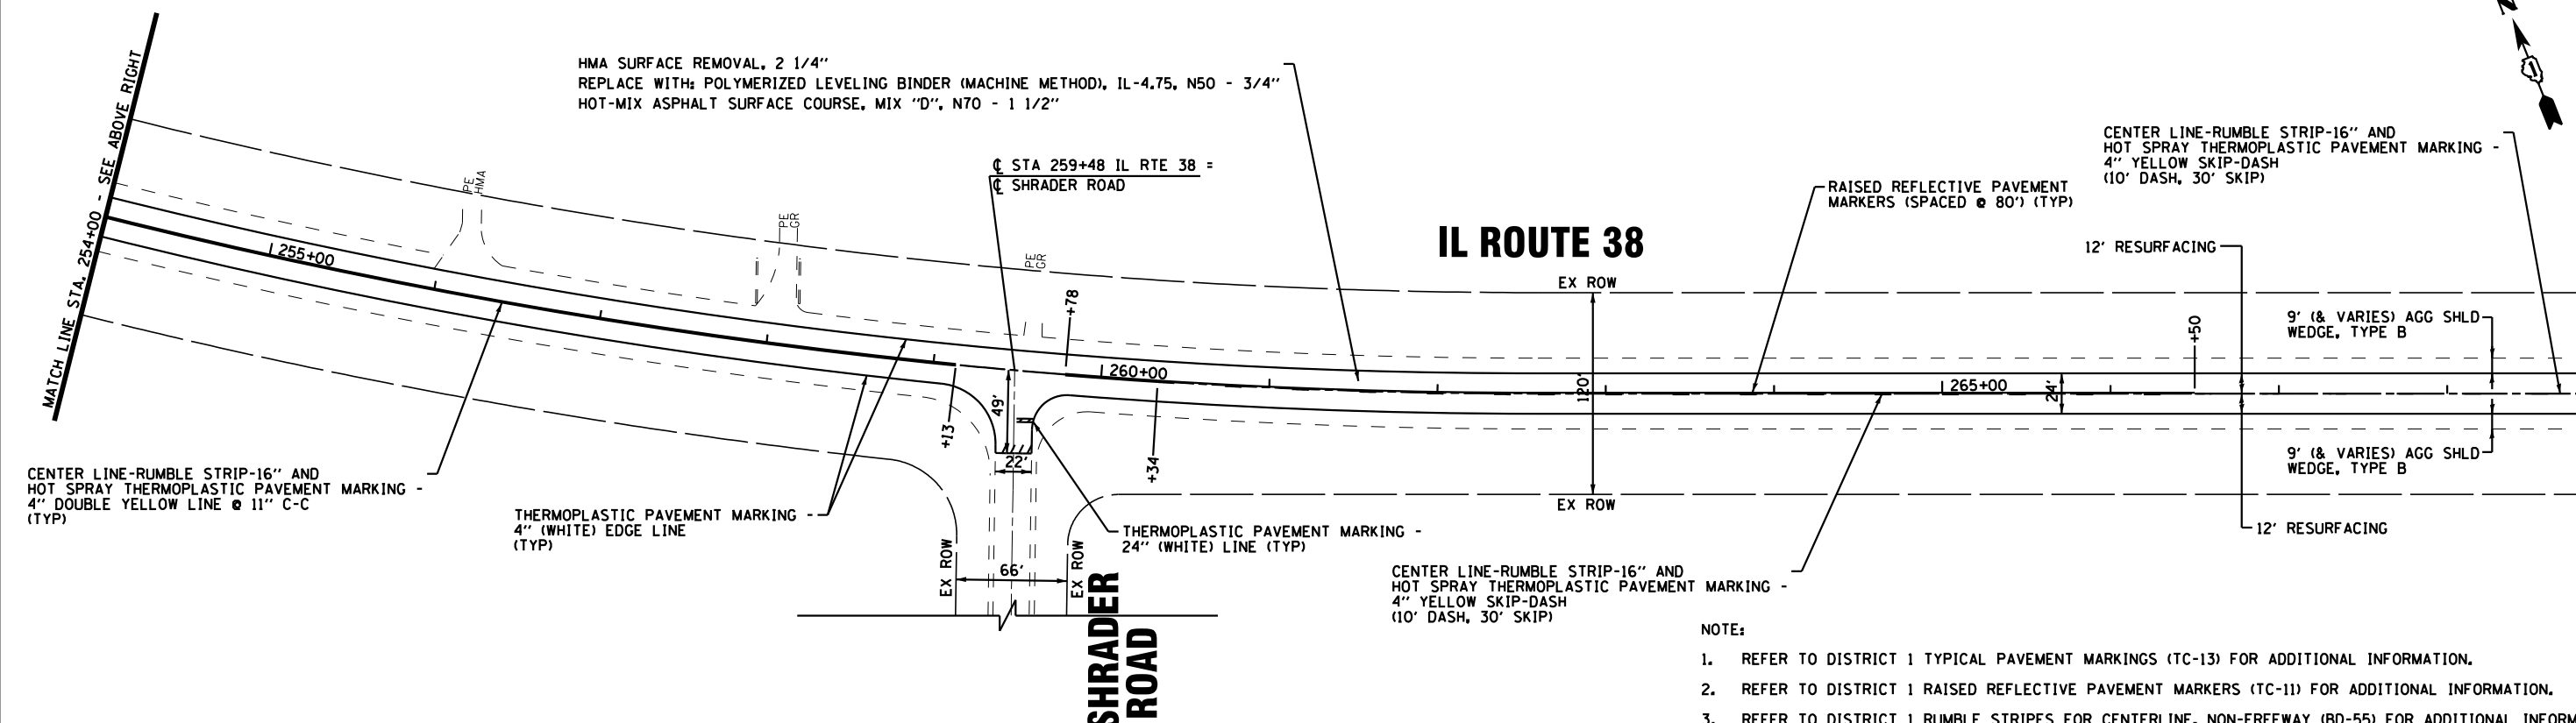 HMA SURFACE REMOVAL, 2 1/4"
REPLACE WITH: POLYMERIZED LEVELING BINDER (MACHINE METHOD), IL-4.75, N50 - 3/4"
HOT-MIX ASPHALT SURFACE COURSE, MIX "D", N70 - 1 1/2"
N
1
MATCH LINE STA. 254+00 - SEE ABOVE RIGHT
PE
HMA
PE
GR
PE
GR
℄ STA 259+48 IL RTE 38 =
℄ SHRADER ROAD
CENTER LINE-RUMBLE STRIP-16" AND
HOT SPRAY THERMOPLASTIC PAVEMENT MARKING -
4" YELLOW SKIP-DASH
(10' DASH, 30' SKIP)
RAISED REFLECTIVE PAVEMENT
MARKERS (SPACED @ 80') (TYP)
IL ROUTE 38
12' RESURFACING
EX ROW
255+00
+78
+50
9' (& VARIES) AGG SHLD
WEDGE, TYPE B
260+00
265+00
120'
24'
49'
+13
+34
22'
9' (& VARIES) AGG SHLD
WEDGE, TYPE B
CENTER LINE-RUMBLE STRIP-16" AND
HOT SPRAY THERMOPLASTIC PAVEMENT MARKING -
4" DOUBLE YELLOW LINE @ 11" C-C
(TYP)
THERMOPLASTIC PAVEMENT MARKING -
4" (WHITE) EDGE LINE
(TYP)
EX ROW
THERMOPLASTIC PAVEMENT MARKING -
24" (WHITE) LINE (TYP)
12' RESURFACING
EX ROW
66'
EX ROW
SHRADER
ROAD
CENTER LINE-RUMBLE STRIP-16" AND
HOT SPRAY THERMOPLASTIC PAVEMENT MARKING -
4" YELLOW SKIP-DASH
(10' DASH, 30' SKIP)
NOTE:
1. REFER TO DISTRICT 1 TYPICAL PAVEMENT MARKINGS (TC-13) FOR ADDITIONAL INFORMATION.
2. REFER TO DISTRICT 1 RAISED REFLECTIVE PAVEMENT MARKERS (TC-11) FOR ADDITIONAL INFORMATION.
3. REFER TO DISTRICT 1 RUMBLE STRIPES FOR CENTERLINE, NON-FREEWAY (BD-55) FOR ADDITIONAL INFORM